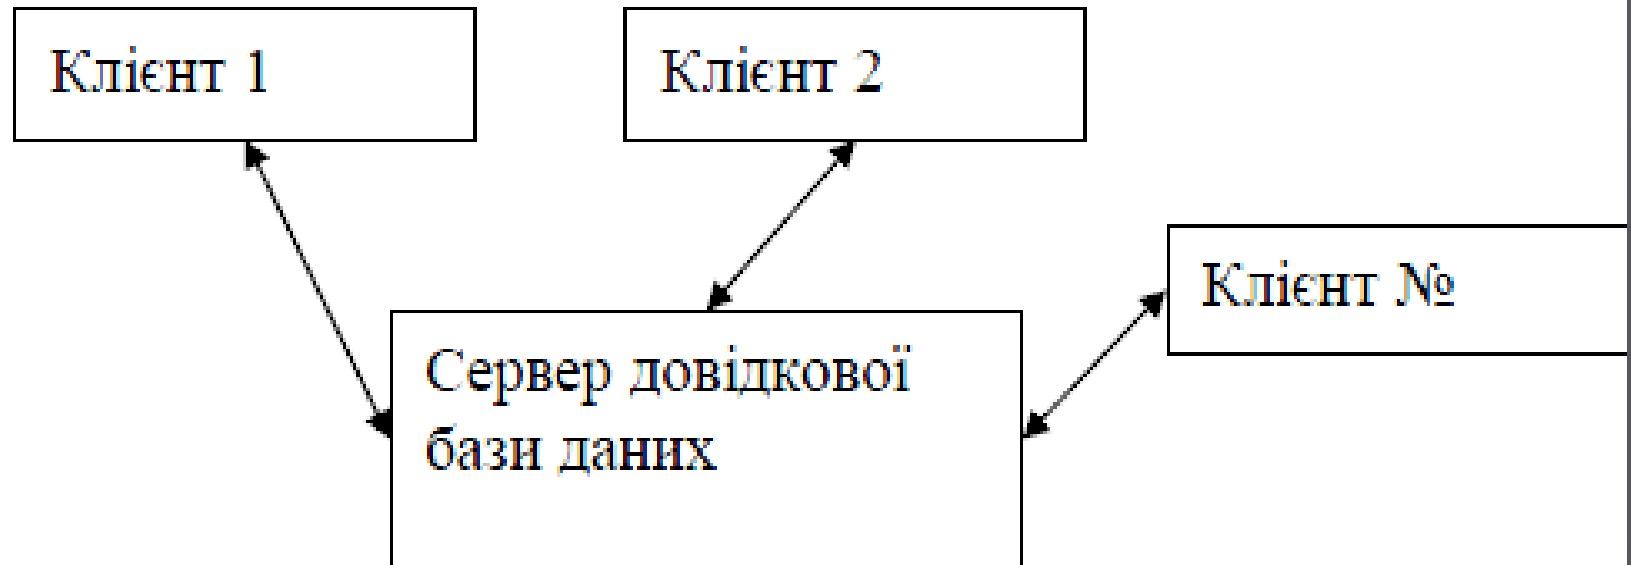 Клієнт 1
Клієнт 2
Клієнт №
Сервер довідкової
бази даних